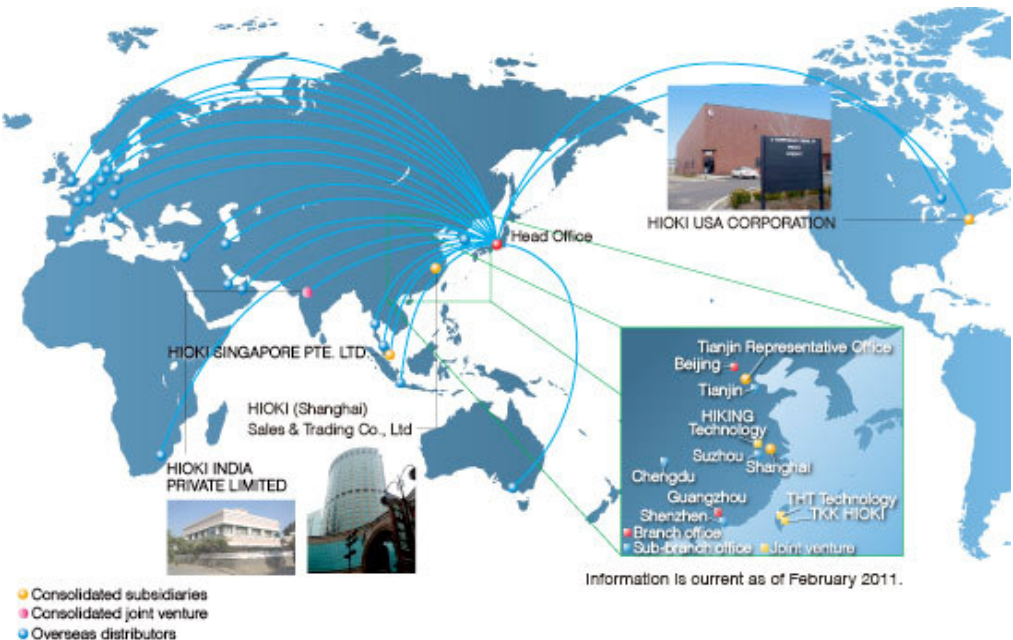 HIOKI USA CORPORATION
Head Office
HIOKI SINGAPORE PTE. LTD.
HIOKI (Shanghai)
Sales & Trading Co., Ltd
HIOKI INDIA
PRIVATE LIMITED
Tianjin Representative Office
Beijing
Tianjin
HIKING
Technology
Suzhou
Shanghai
Chengdu
Guangzhou
Shenzhen
THT Technology
TKK HIOKI
Branch office
Sub-branch office
Joint venture
Information is current as of February 2011.
Consolidated subsidiaries
Consolidated joint venture
Overseas distributors